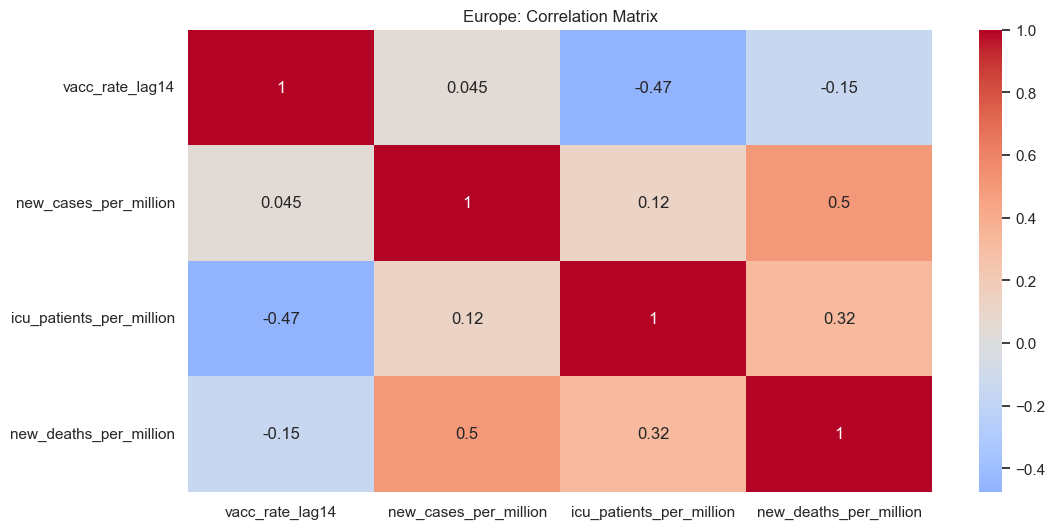 Europe: Correlation Matrix
vacc_rate_lag14 1 0.045 -0.47 -0.15
new_cases_per_million 0.045 1 0.12 0.5
icu_patients_per_million -0.47 0.12 1 0.32
new_deaths_per_million -0.15 0.5 0.32 1
vacc_rate_lag14 new_cases_per_million icu_patients_per_million new_deaths_per_million
1.0
0.8
0.6
0.4
0.2
0.0
−0.2
−0.4